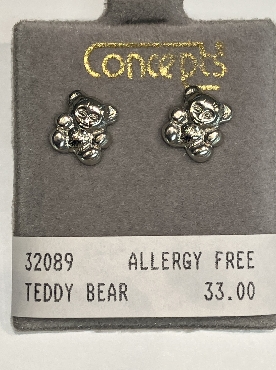 Concepts
32089 ALLERGY FREE
TEDDY BEAR 33.00